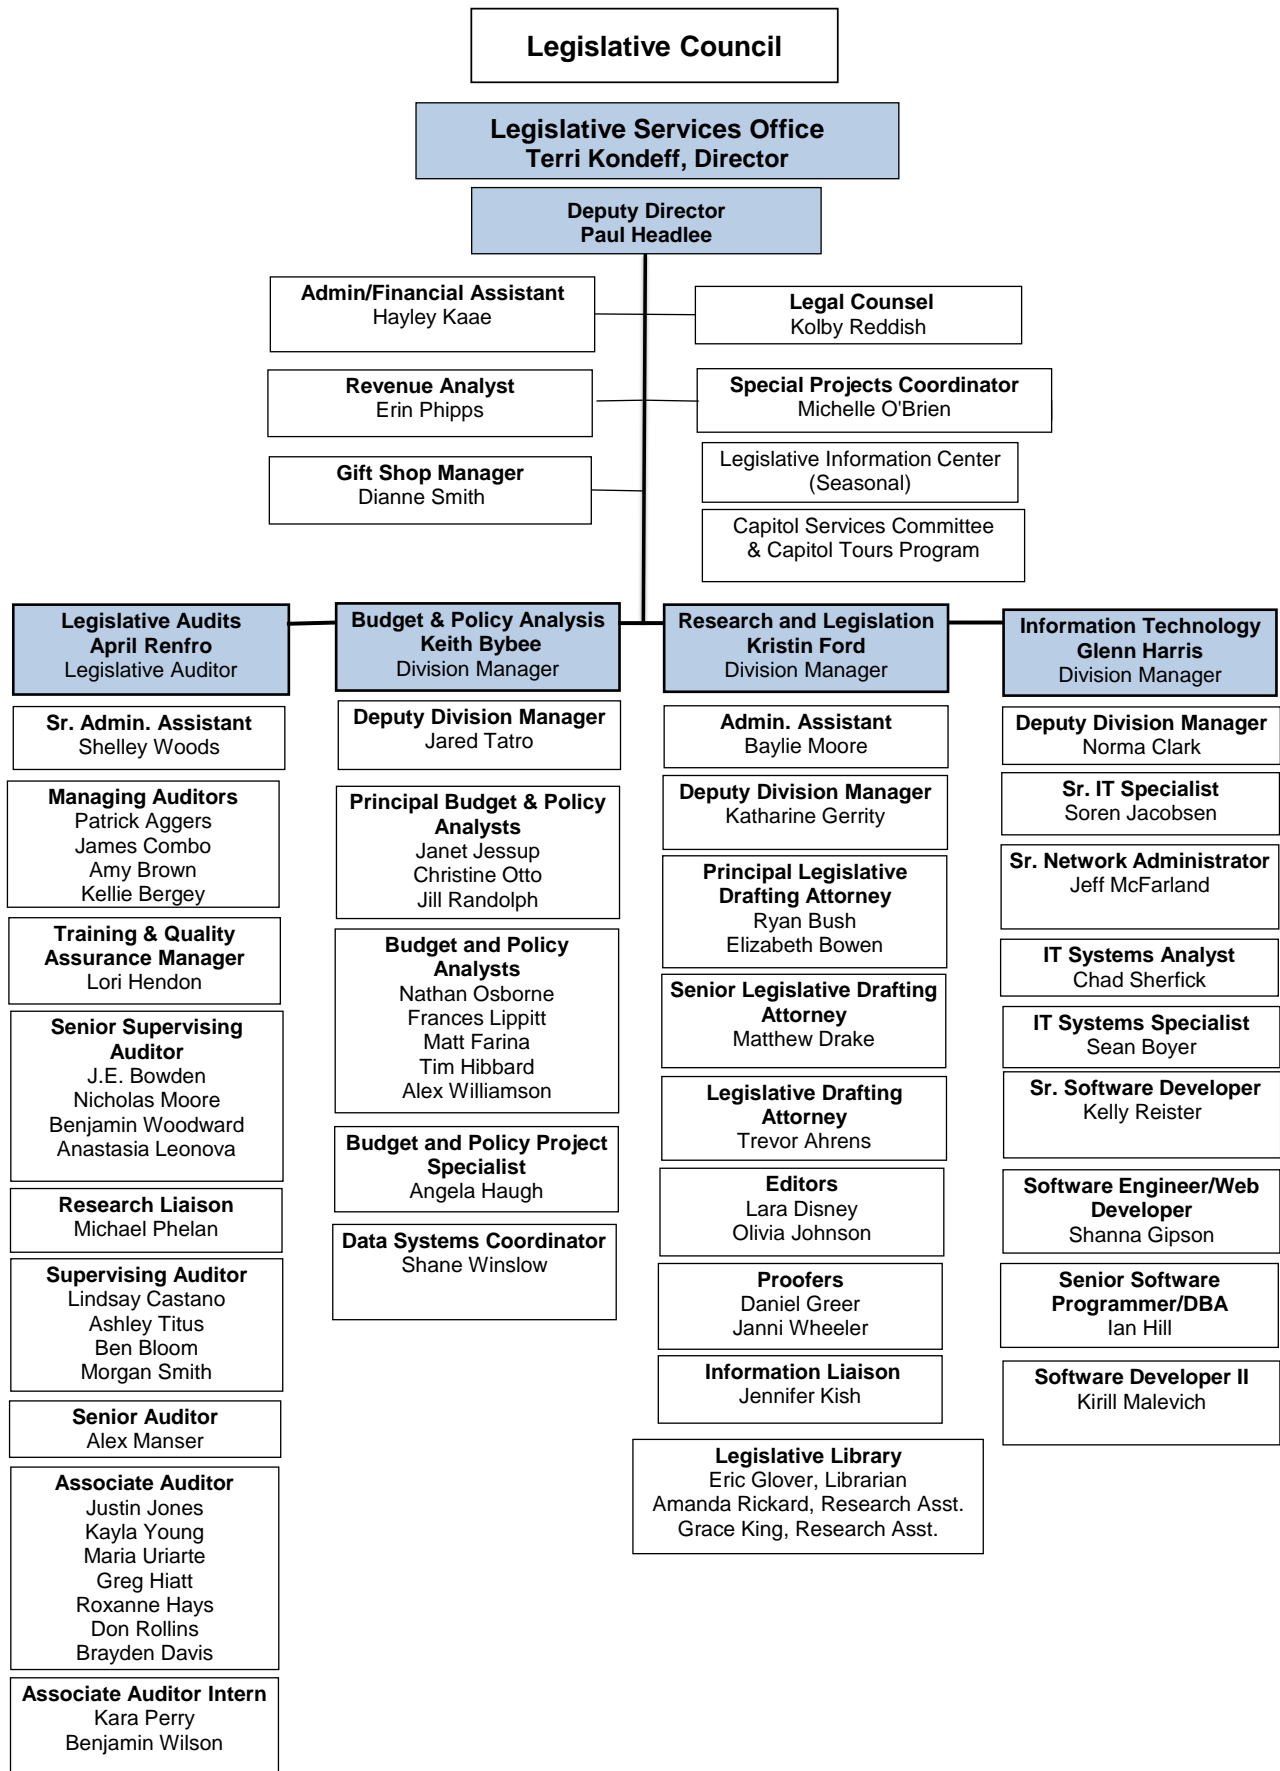 Legislative Council
Legislative Services Office
Terri Kondeff, Director
Deputy Director
Paul Headlee
Admin/Financial Assistant
Hayley Kaae
Legal Counsel
Kolby Reddish
Revenue Analyst
Erin Phipps
Special Projects Coordinator
Michelle O'Brien
Gift Shop Manager
Dianne Smith
Legislative Information Center
(Seasonal)
Capitol Services Committee
& Capitol Tours Program
Legislative Audits
April Renfro
Legislative Auditor
Sr. Admin. Assistant
Shelley Woods
Managing Auditors
Patrick Aggers
James Combo
Amy Brown
Kellie Bergey
Training & Quality
Assurance Manager
Lori Hendon
Senior Supervising
Auditor
J.E. Bowden
Nicholas Moore
Benjamin Woodward
Anastasia Leonova
Research Liaison
Michael Phelan
Supervising Auditor
Lindsay Castano
Ashley Titus
Ben Bloom
Morgan Smith
Senior Auditor
Alex Manser
Associate Auditor
Justin Jones
Kayla Young
Maria Uriarte
Greg Hiatt
Roxanne Hays
Don Rollins
Brayden Davis
Associate Auditor Intern
Kara Perry
Benjamin Wilson
Budget & Policy Analysis
Keith Bybee
Division Manager
Deputy Division Manager
Jared Tatro
Principal Budget & Policy
Analysts
Janet Jessup
Christine Otto
Jill Randolph
Budget and Policy
Analysts
Nathan Osborne
Frances Lippitt
Matt Farina
Tim Hibbard
Alex Williamson
Budget and Policy Project
Specialist
Angela Haugh
Data Systems Coordinator
Shane Winslow
Research and Legislation
Kristin Ford
Division Manager
Admin. Assistant
Baylie Moore
Deputy Division Manager
Katharine Gerrity
Principal Legislative
Drafting Attorney
Ryan Bush
Elizabeth Bowen
Senior Legislative Drafting
Attorney
Matthew Drake
Legislative Drafting
Attorney
Trevor Ahrens
Editors
Lara Disney
Olivia Johnson
Proofers
Daniel Greer
Janni Wheeler
Information Liaison
Jennifer Kish
Legislative Library
Eric Glover, Librarian
Amanda Rickard, Research Asst.
Grace King, Research Asst.
Information Technology
Glenn Harris
Division Manager
Deputy Division Manager
Norma Clark
Sr. IT Specialist
Soren Jacobsen
Sr. Network Administrator
Jeff McFarland
IT Systems Analyst
Chad Sherfick
IT Systems Specialist
Sean Boyer
Sr. Software Developer
Kelly Reister
Software Engineer/Web
Developer
Shanna Gipson
Senior Software
Programmer/DBA
Ian Hill
Software Developer II
Kirill Malevich